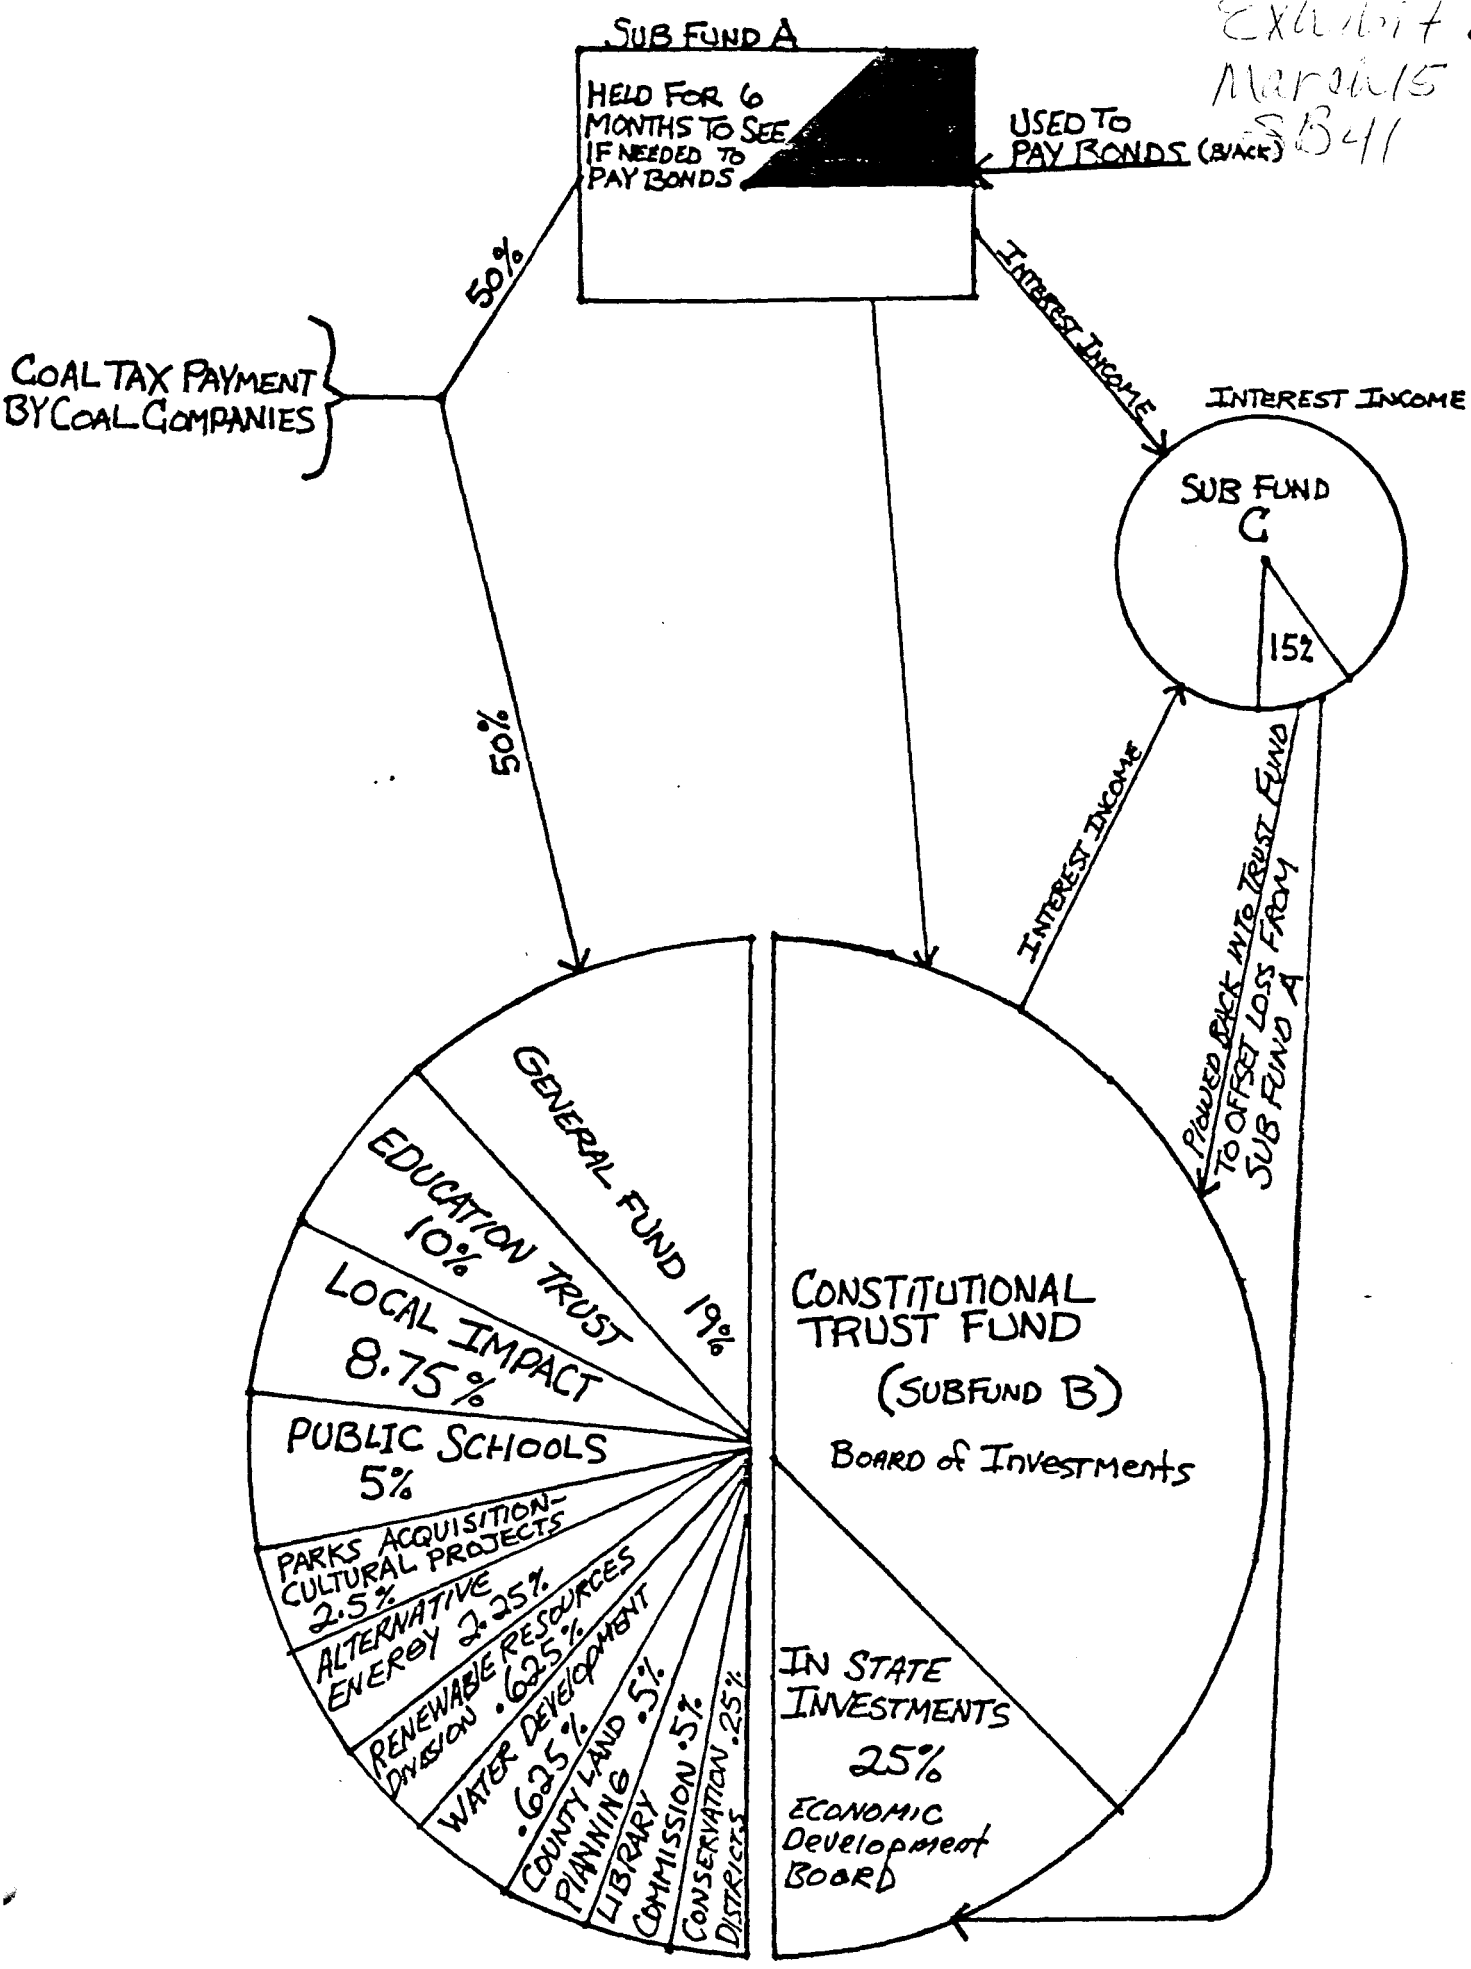 Exhibit
March 15
SB 41
SUB FUND A
HELD FOR 6
MONTHS TO SEE
IF NEEDED TO
PAY BONDS
USED TO
PAY BONDS (BLACK)
50%
INTEREST INCOME
COAL TAX PAYMENT
BY COAL COMPANIES
INTEREST INCOME
SUB FUND
C
15%
50%
INTEREST INCOME
PLOWED BACK INTO TRUST FUND
TO OFFSET LOSS FROM
SUB FUND A
GENERAL FUND 19%
EDUCATION TRUST
10%
LOCAL IMPACT
8.75%
PUBLIC SCHOOLS
5%
PARKS ACQUISITION-
CULTURAL PROJECTS
2.5%
ALTERNATIVE
ENERGY 2.25%
RENEWABLE RESOURCES
DIVISION .625%
WATER DEVELOPMENT
.625%
COUNTY LAND
PLANNING .5%
LIBRARY
COMMISSION .5%
CONSERVATION .25%
DISTRICTS
CONSTITUTIONAL
TRUST FUND
(SUBFUND B)
BOARD of InvestmenTs
IN STATE
INVESTMENTS
25%
ECONOMIC
Development
BOARD